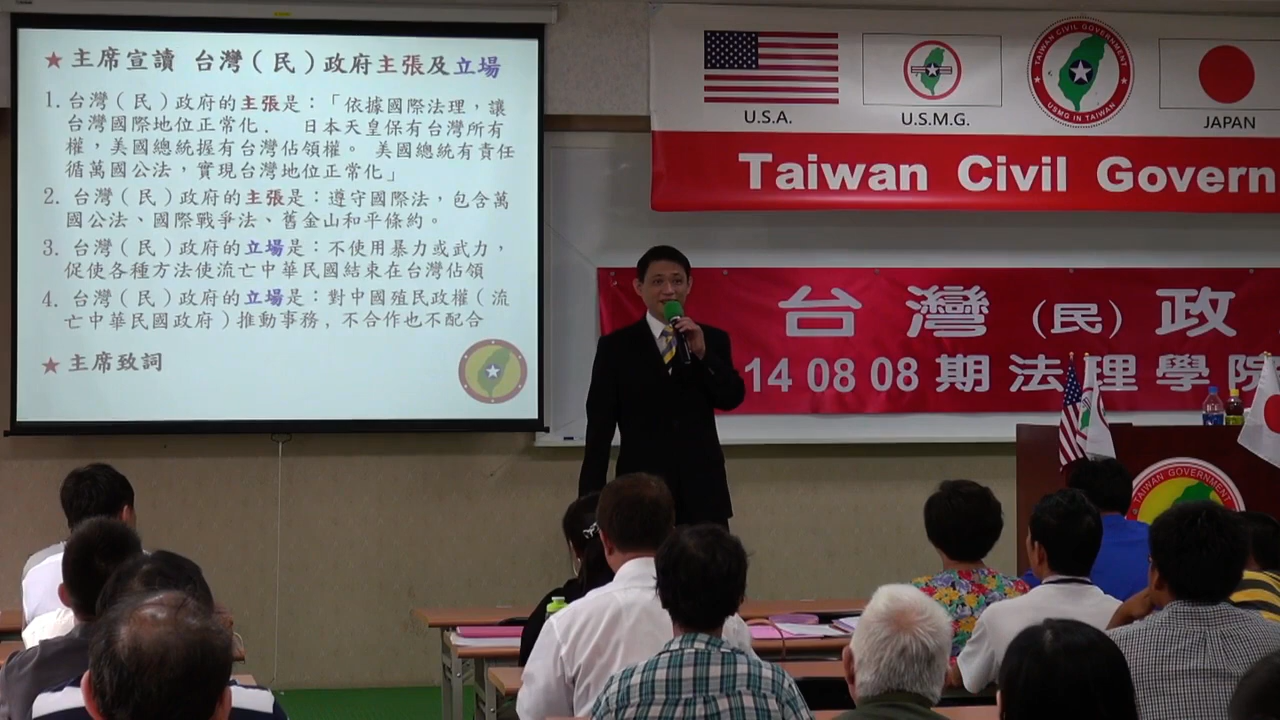 ★主席宣讀 台灣(民)政府主張及立場
1. 台灣(民)政府的主張是：「依據國際法理，讓
台灣國際地位正常化． 日本天皇保有台灣所有
權，美國總統握有台灣佔領權。 美國總統有責任
循萬國公法，實現台灣地位正常化」
2. 台灣(民)政府的主張是：遵守國際法，包含萬
國公法、國際戰爭法、舊金山和平條約。
3. 台灣(民)政府的立場是：不使用暴力或武力，
促使各種方法使流亡中華民國結束在台灣佔領
4. 台灣(民)政府的立場是：對中國殖民政權(流
亡中華民國政府)推動事務, 不合作也不配合
★主席致詞
U.S.A.
U.S.M.G.
TAIWAN CIVIL GOVERNMENT
USMG IN TAIWAN
JAPAN
Taiwan Civil Govern
台灣(民)政
14 08 08 期法理學院
TAIWAN GOVERNMENT